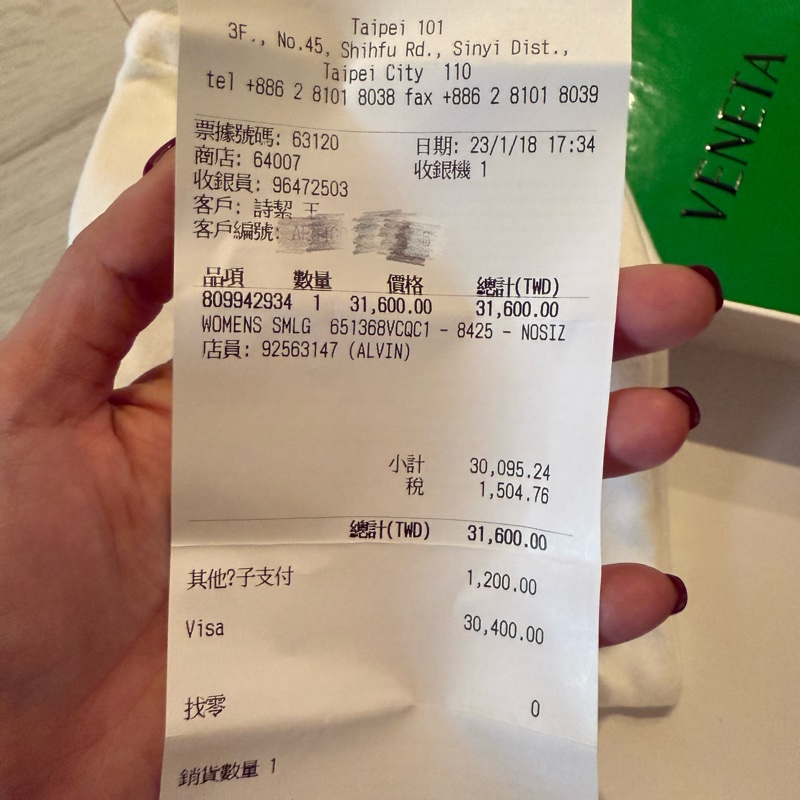 Taipei 101
3F., No.45, Shihfu Rd., Sinyi Dist.,
Taipei City 110
tel +886 2 8101 8038 fax +886 2 8101 8039
票據號碼: 63120
日期: 23/1/18 17:34
商店: 64007
收銀機 1
收銀員: 96472503
客戶: 詩絜 王
客戶編號:
品項 數量 價格 總計(TWD)
809942934 1 31,600.00 31,600.00
WOMENS SMLG 651368VCQC1 - 8425 - NOSIZ
店員: 92563147 (ALVIN)
小計 30,095.24
稅 1,504.76
總計(TWD) 31,600.00
其他?子支付 1,200.00
Visa 30,400.00
找零 0
銷貨數量 1
VENETA